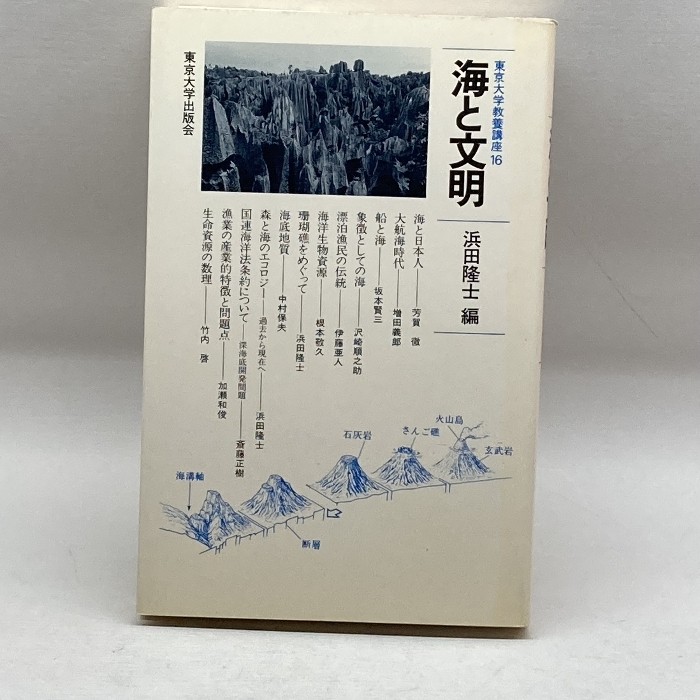 東京大学教養講座16
海と文明
浜田隆士 編
海と日本人――芳賀 徹
大航海時代――増田義郎
船と海――坂本賢三
象徴としての海――沢崎順之助
漂泊漁民の伝統――伊藤亜人
海洋生物資源――根本敬久
珊瑚礁をめぐって――浜田隆士
海底地質――中村保夫
森と海のエコロジー――過去から現在へ――浜田隆士
国連海洋法条約について――深海底開発問題――斎藤正樹
漁業の産業的特徴と問題点――加瀬和俊
生命資源の数理――竹内 啓
東京大学出版会
火山島
さんご礁
玄武岩
石灰岩
海溝軸
断層